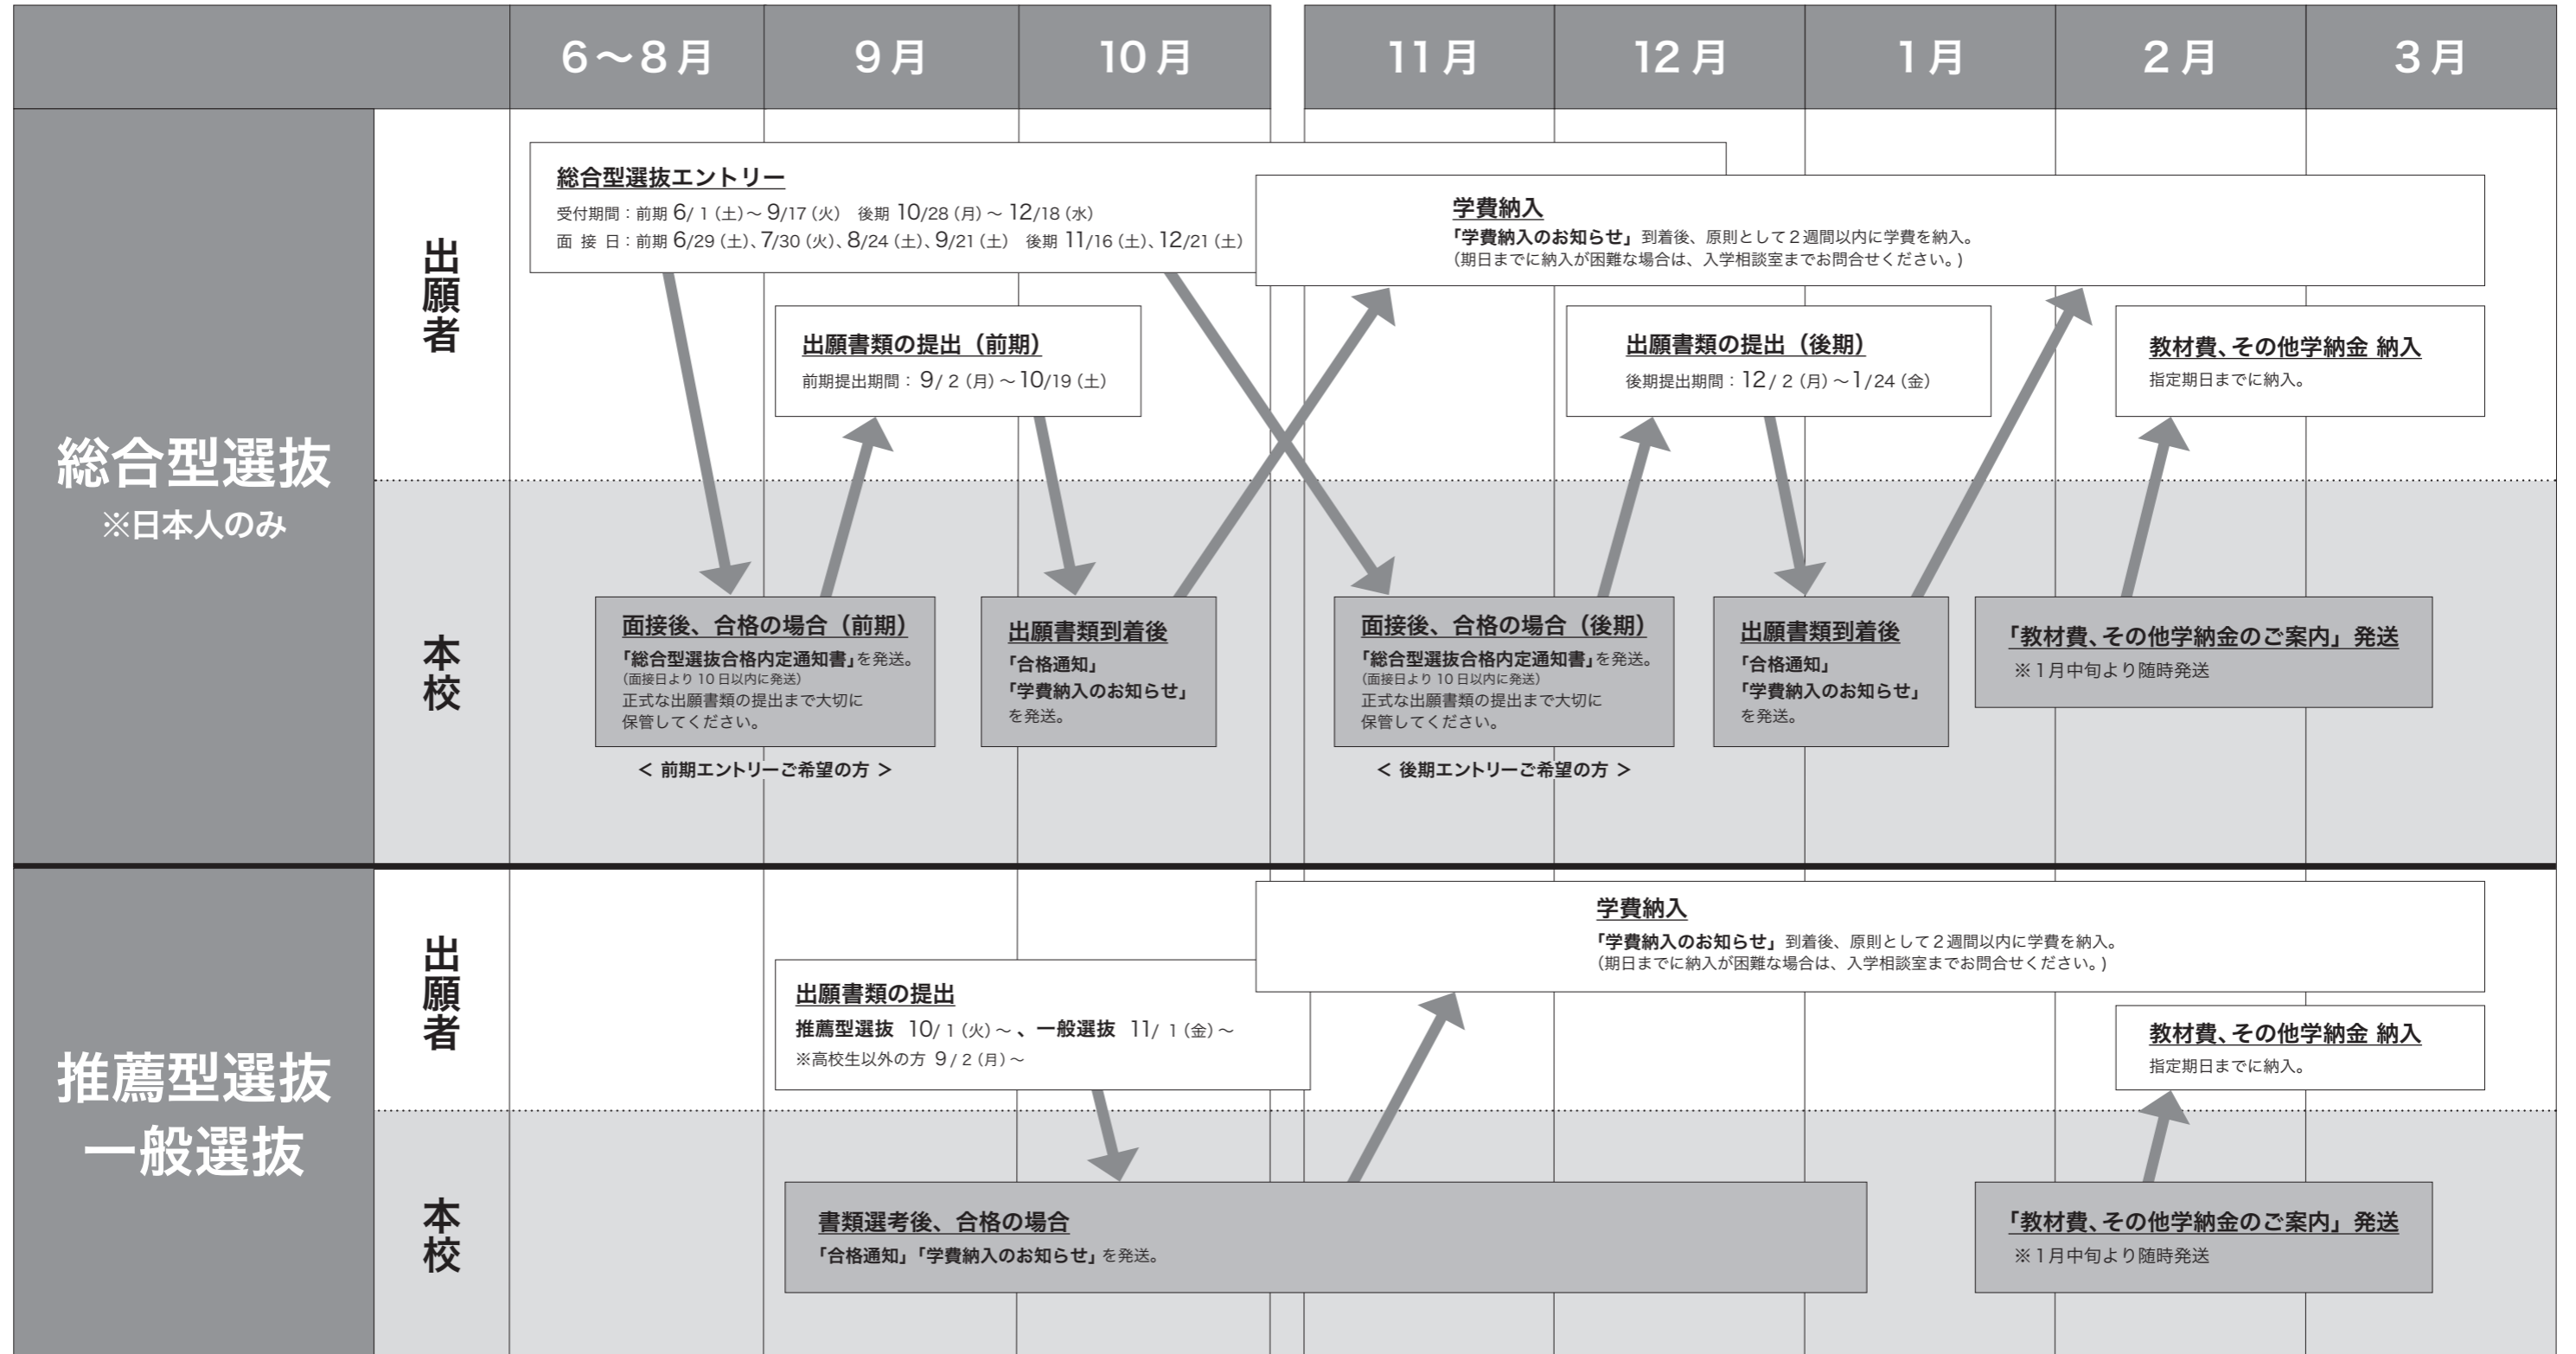 6～8月
9月
10月
11月
12月
1月
2月
3月
総合型選抜
※日本人のみ
出願者
総合型選抜エントリー
受付期間：前期 6/ 1（土）～ 9/17（火） 後期 10/28（月）～ 12/18（水）
面 接 日：前期 6/29（土）、7/30（火）、8/24（土）、9/21（土） 後期 11/16（土）、12/21（土）
学費納入
「学費納入のお知らせ」到着後、原則として２週間以内に学費を納入。
（期日までに納入が困難な場合は、入学相談室までお問合せください。）
出願書類の提出（前期）
前期提出期間： 9/ 2（月）～10/19（土）
出願書類の提出（後期）
後期提出期間：12/ 2（月）～1/24（金）
教材費、その他学納金 納入
指定期日までに納入。
本校
面接後、合格の場合（前期）
「総合型選抜合格内定通知書」を発送。
（面接日より 10 日以内に発送）
正式な出願書類の提出まで大切に
保管してください。
＜ 前期エントリーご希望の方 ＞
出願書類到着後
「合格通知」
「学費納入のお知らせ」
を発送。
面接後、合格の場合（後期）
「総合型選抜合格内定通知書」を発送。
（面接日より 10 日以内に発送）
正式な出願書類の提出まで大切に
保管してください。
＜ 後期エントリーご希望の方 ＞
出願書類到着後
「合格通知」
「学費納入のお知らせ」
を発送。
「教材費、その他学納金のご案内」発送
※1月中旬より随時発送
推薦型選抜
一般選抜
出願者
学費納入
「学費納入のお知らせ」到着後、原則として２週間以内に学費を納入。
（期日までに納入が困難な場合は、入学相談室までお問合せください。）
出願書類の提出
推薦型選抜 10/ 1（火）～ 、一般選抜 11/ 1（金）～
※高校生以外の方 9/ 2（月）～
教材費、その他学納金 納入
指定期日までに納入。
本校
書類選考後、合格の場合
「合格通知」「学費納入のお知らせ」を発送。
「教材費、その他学納金のご案内」発送
※1月中旬より随時発送